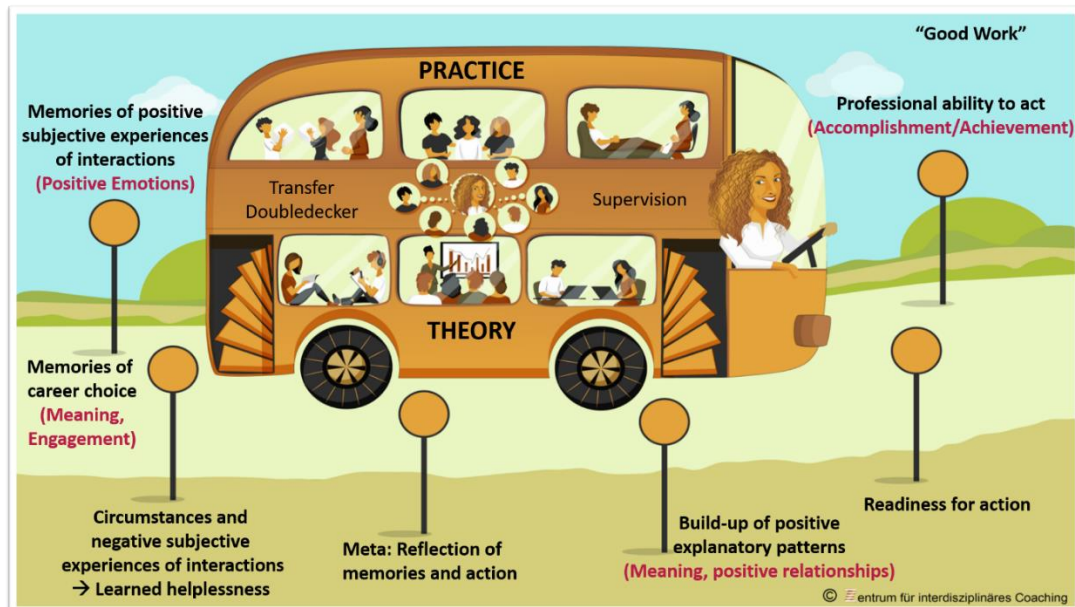 “Good Work”
PRACTICE
Memories of positive
subjective experiences
of interactions
(Positive Emotions)
Professional ability to act
(Accomplishment/Achievement)
Transfer
Doubledecker
Supervision
THEORY
Memories of
career choice
(Meaning,
Engagement)
Circumstances and
negative subjective
experiences of interactions
→ Learned helplessness
Meta: Reflection of
memories and action
Build-up of positive
explanatory patterns
(Meaning, positive relationships)
Readiness for action
© Zentrum für interdisziplinäres Coaching